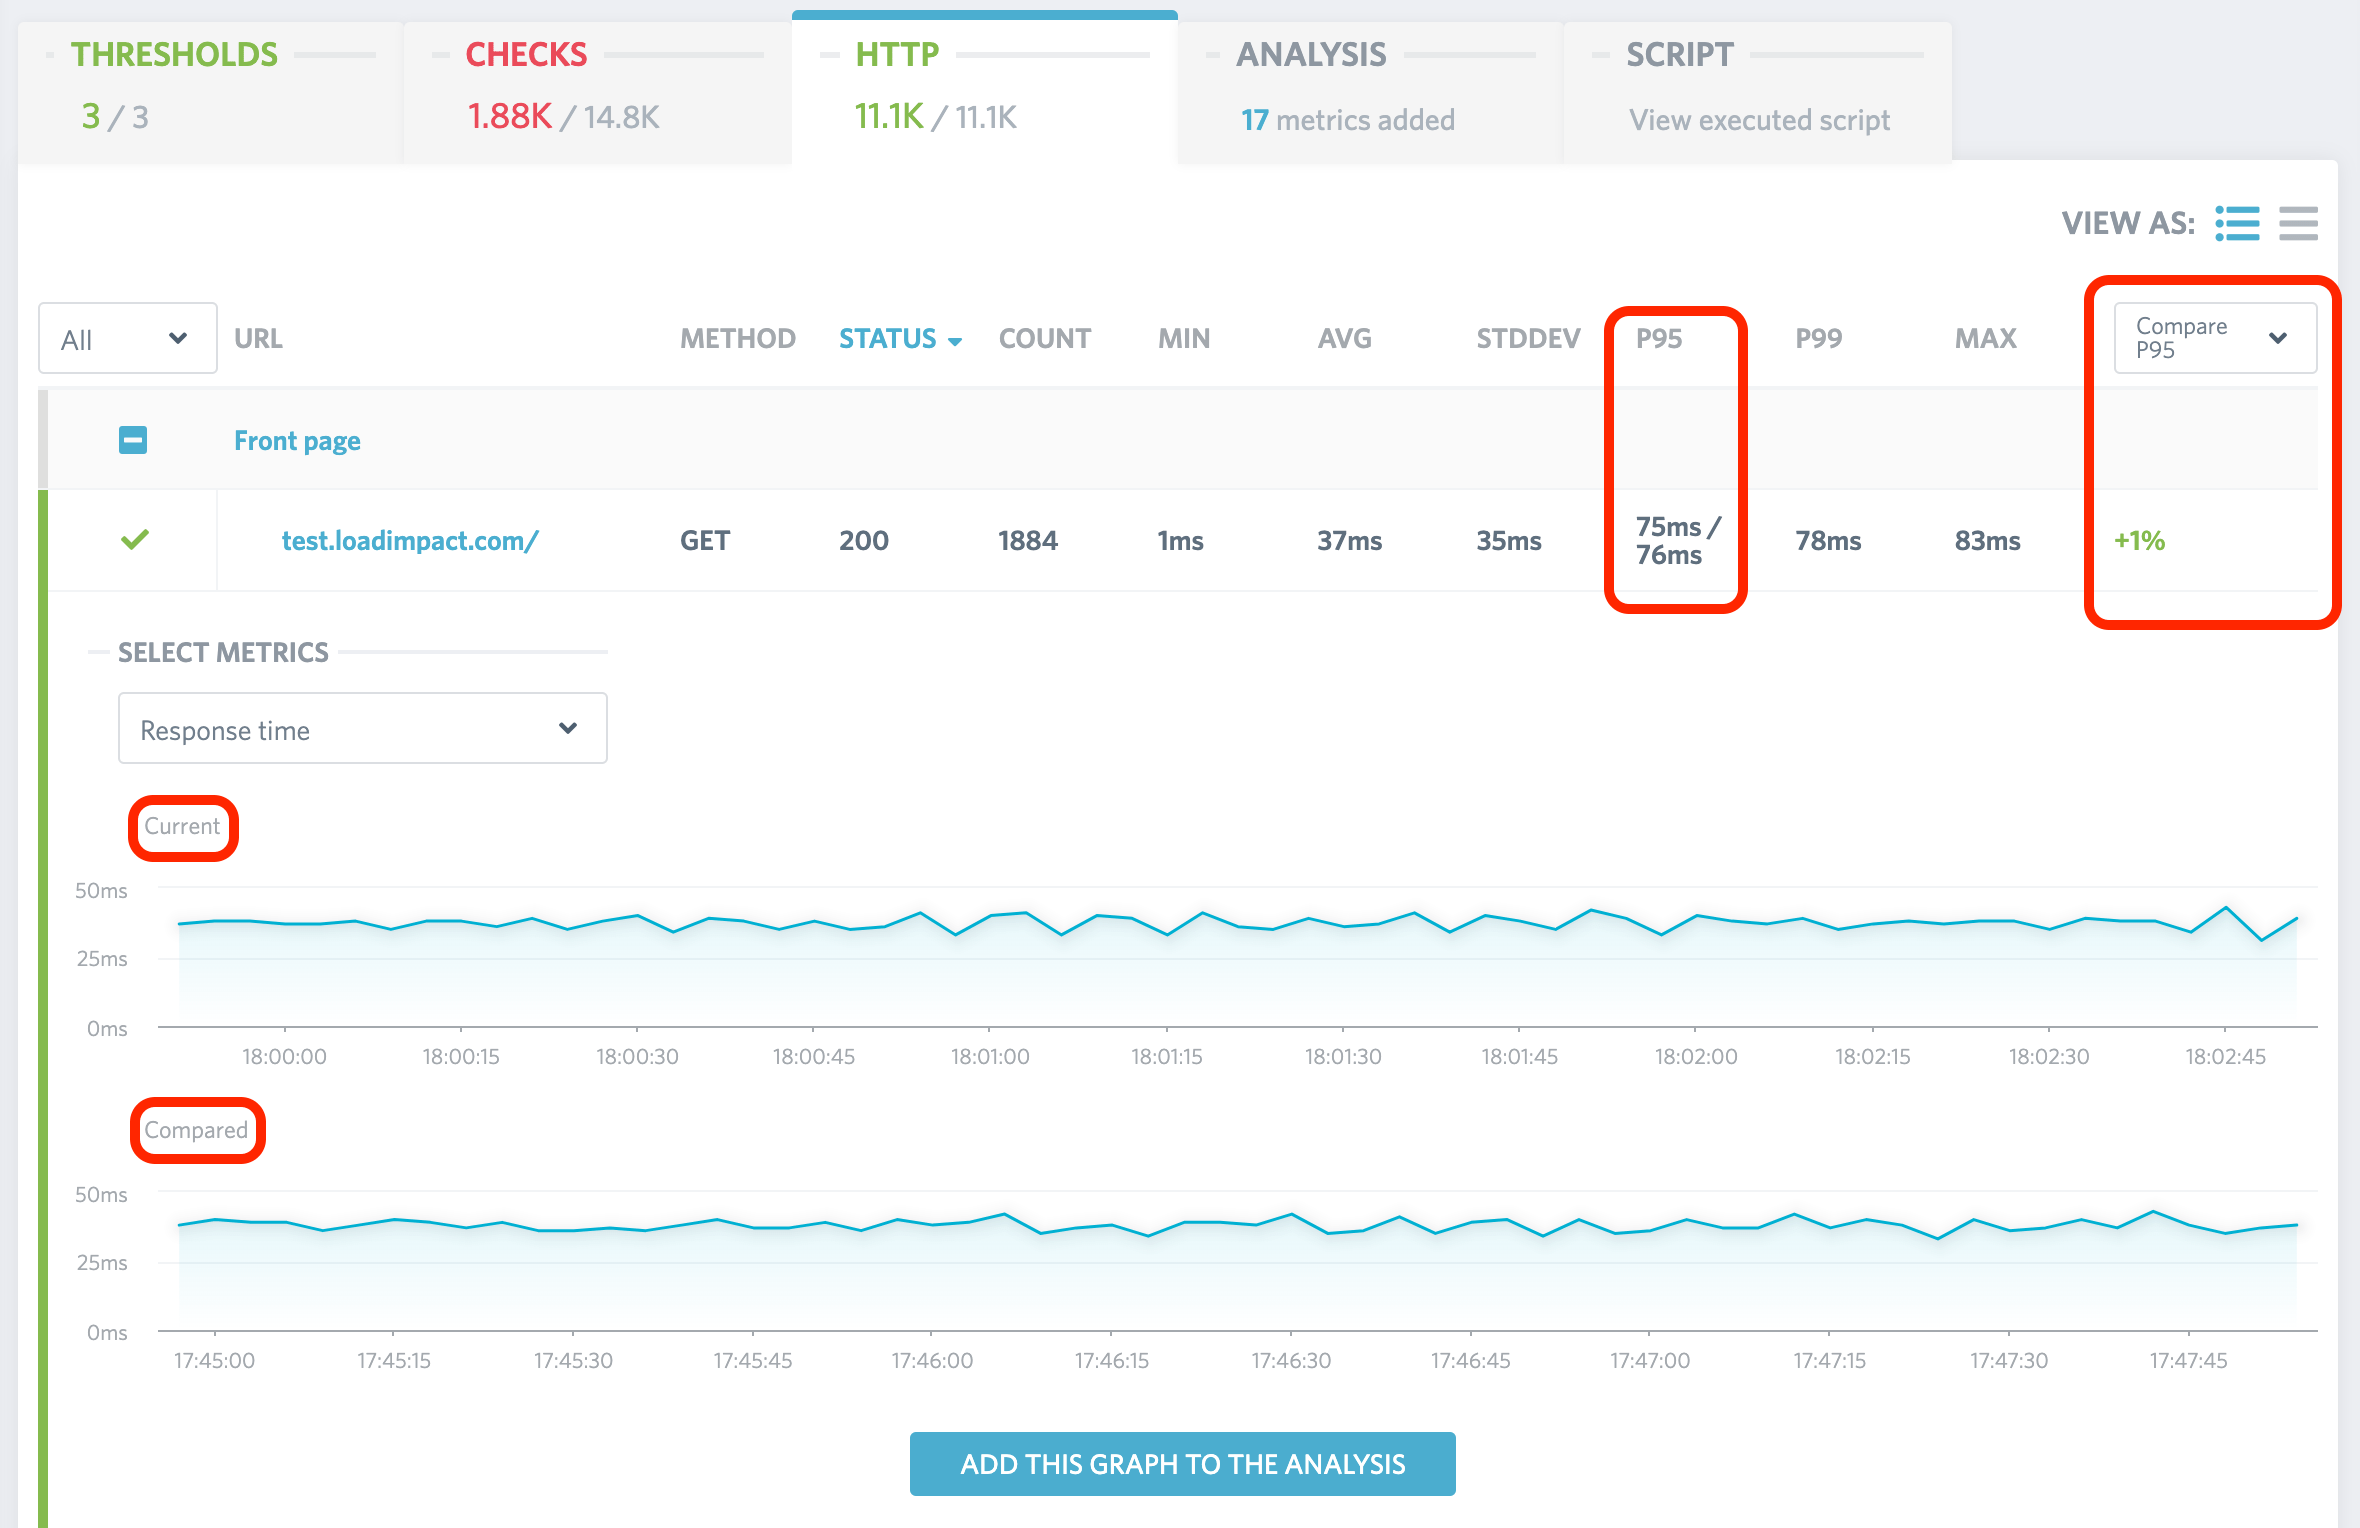 THRESHOLDS
3 / 3
CHECKS
1.88K / 14.8K
HTTP
11.1K / 11.1K
ANALYSIS
17 metrics added
SCRIPT
View executed script
VIEW AS:
All
URL
METHOD
STATUS
COUNT
MIN
AVG
STDDEV
P95
P99
MAX
Compare
P95
Front page
test.loadimpact.com/
GET
200
1884
1ms
37ms
35ms
75ms /
76ms
78ms
83ms
+1%
SELECT METRICS
Response time
Current
50ms
25ms
0ms
18:00:00 18:00:15 18:00:30 18:00:45 18:01:00 18:01:15 18:01:30 18:01:45 18:02:00 18:02:15 18:02:30 18:02:45
Compared
50ms
25ms
0ms
17:45:00 17:45:15 17:45:30 17:45:45 17:46:00 17:46:15 17:46:30 17:46:45 17:47:00 17:47:15 17:47:30 17:47:45
ADD THIS GRAPH TO THE ANALYSIS